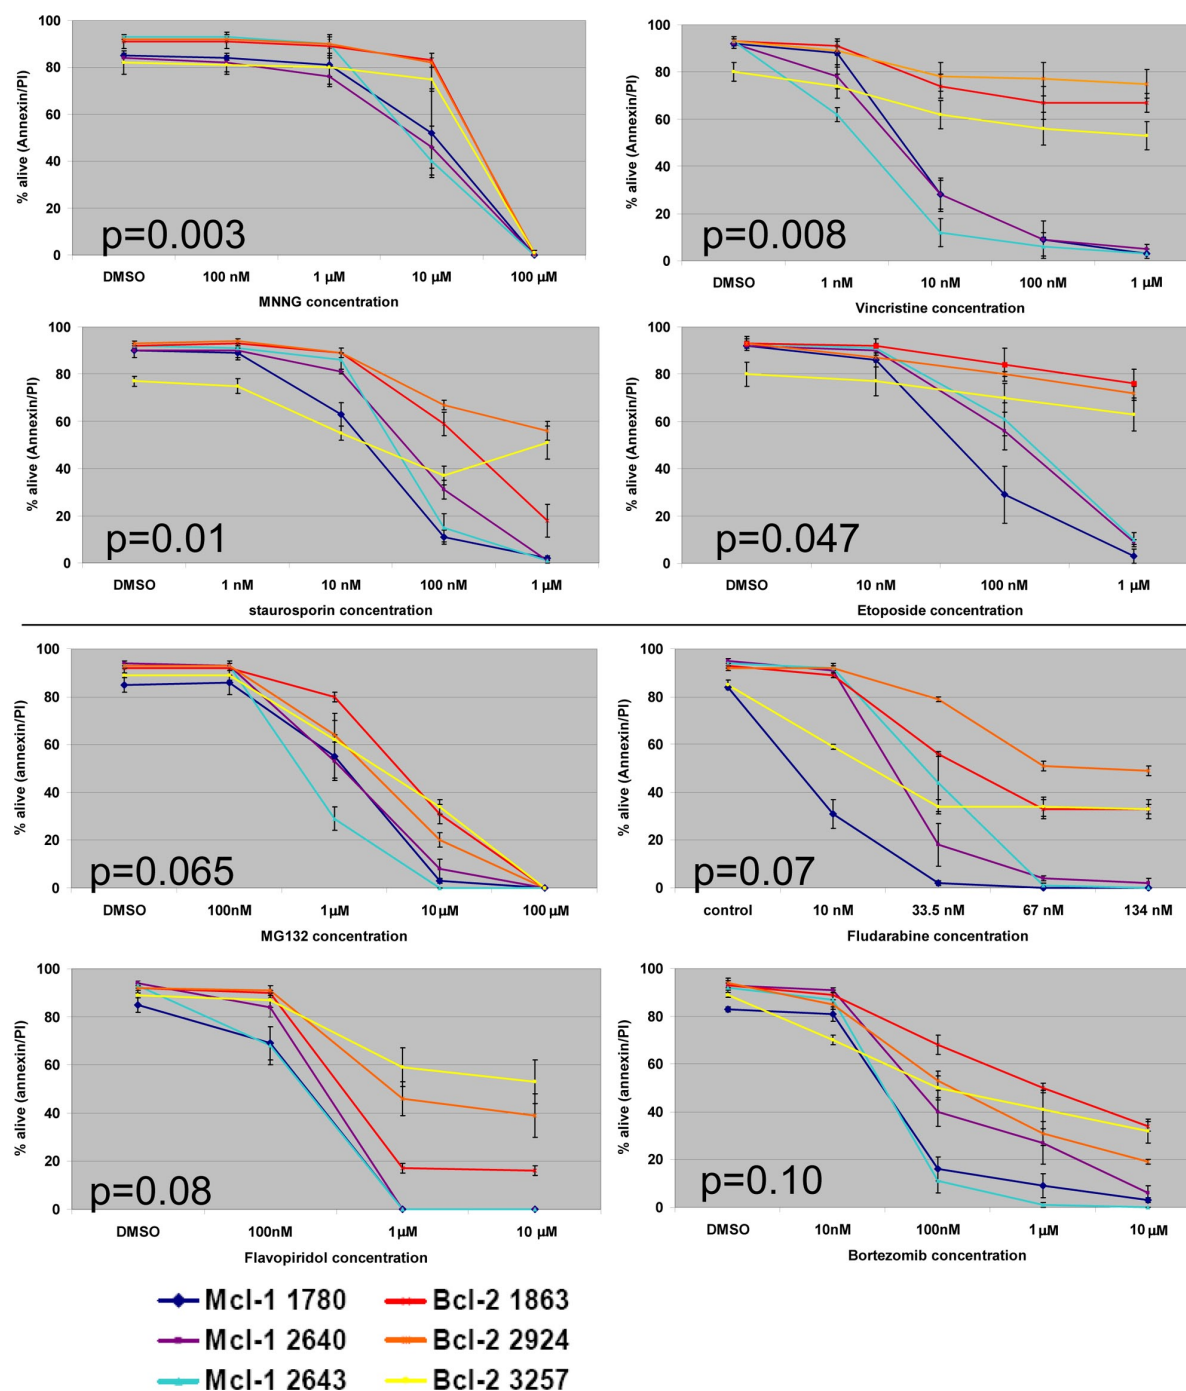 100
80
60
40
20
0
% alive (Annexin/PI)
p=0.003
DMSO 100 nM 1 µM 10 µM 100 µM
MNNG concentration
100
80
60
40
20
0
% alive (Annexin/PI)
p=0.008
DMSO 1 nM 10 nM 100 nM 1 µM
Vincristine concentration
100
80
60
40
20
0
% alive (Annexin/PI)
p=0.01
DMSO 1 nM 10 nM 100 nM 1 µM
staurosporin concentration
100
80
60
40
20
0
% alive (Annexin/PI)
p=0.047
DMSO 10 nM 100 nM 1 µM
Etoposide concentration
100
80
60
40
20
0
% alive (annexin/PI)
p=0.065
DMSO 100nM 1µM 10µM 100 µM
MG132 concentration
100
80
60
40
20
0
% alive (Annexin/PI)
p=0.07
control 10 nM 33.5 nM 67 nM 134 nM
Fludarabine concentration
100
80
60
40
20
0
% alive (annexin/PI)
p=0.08
DMSO 100nM 1µM 10 µM
Flavopiridol concentration
100
80
60
40
20
0
% alive (annexin/PI)
p=0.10
DMSO 10nM 100nM 1µM 10 µM
Bortezomib concentration
Mcl-1 1780 Bcl-2 1863
Mcl-1 2640 Bcl-2 2924
Mcl-1 2643 Bcl-2 3257